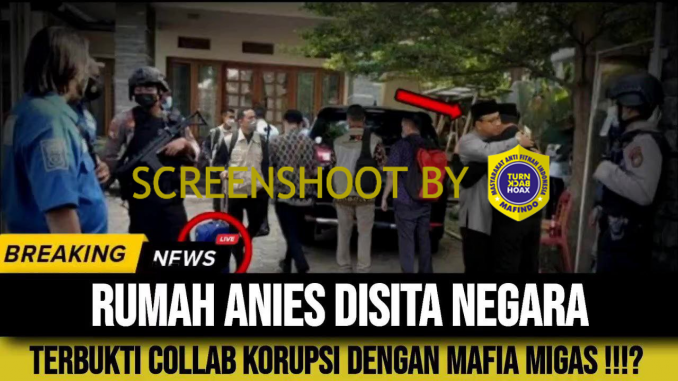 SCREENSHOOT BY
MASYARAKAT ANTI FITNAH INDONESIA
TURN
BACK
HOAX
MAFINDO
LIVE
BREAKING
NEWS
RUMAH ANIES DISITA NEGARA
TERBUKTI COLLAB KORUPSI DENGAN MAFIA MIGAS !!!?